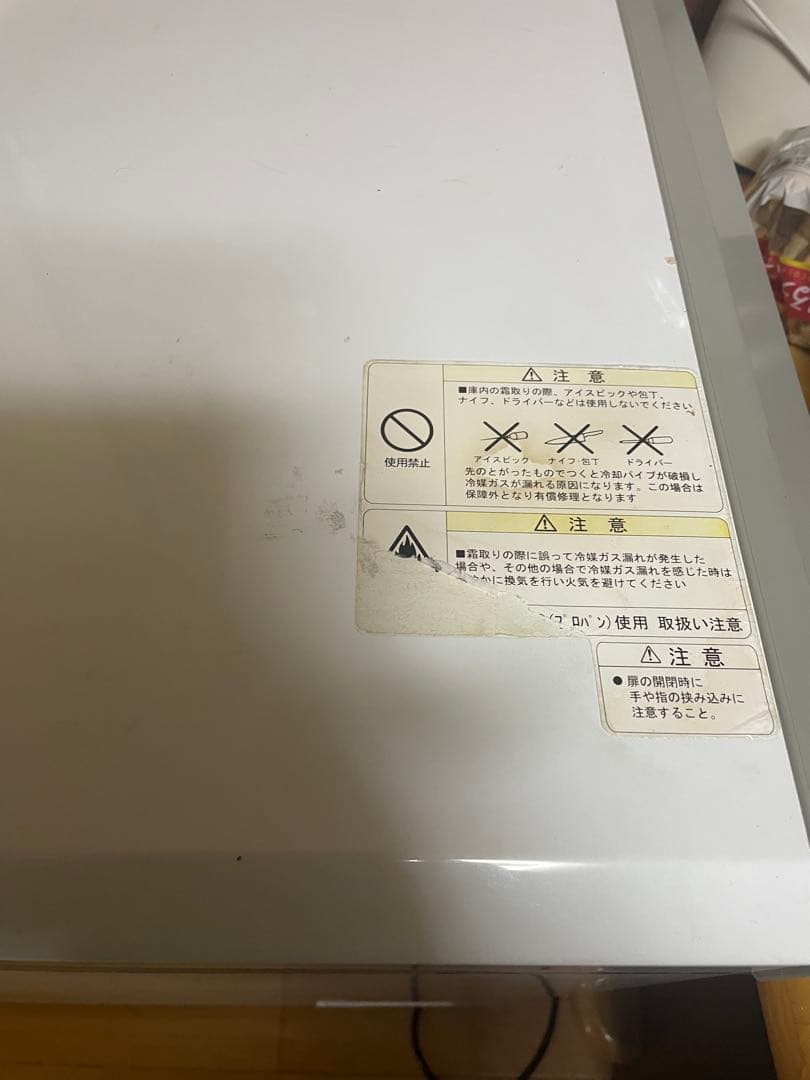 ⚠ 注 意
■庫内の霜取りの際、アイスピックや包丁、
ナイフ、ドライバーなどは使用しないでください
使用禁止
アイスピック ナイフ・包丁 ドライバー
先のとがったものでつくと冷却パイプが破損し
冷媒ガスが漏れる原因になります。この場合は
保障外となり有償修理となります
⚠ 注 意
■霜取りの際に誤って冷媒ガス漏れが発生した
場合や、その他の場合で冷媒ガス漏れを感じた時は
やかに換気を行い火気を避けてください
(プロパン)使用 取扱い注意
⚠ 注 意
● 扉の開閉時に
手や指の挟み込みに
注意すること。